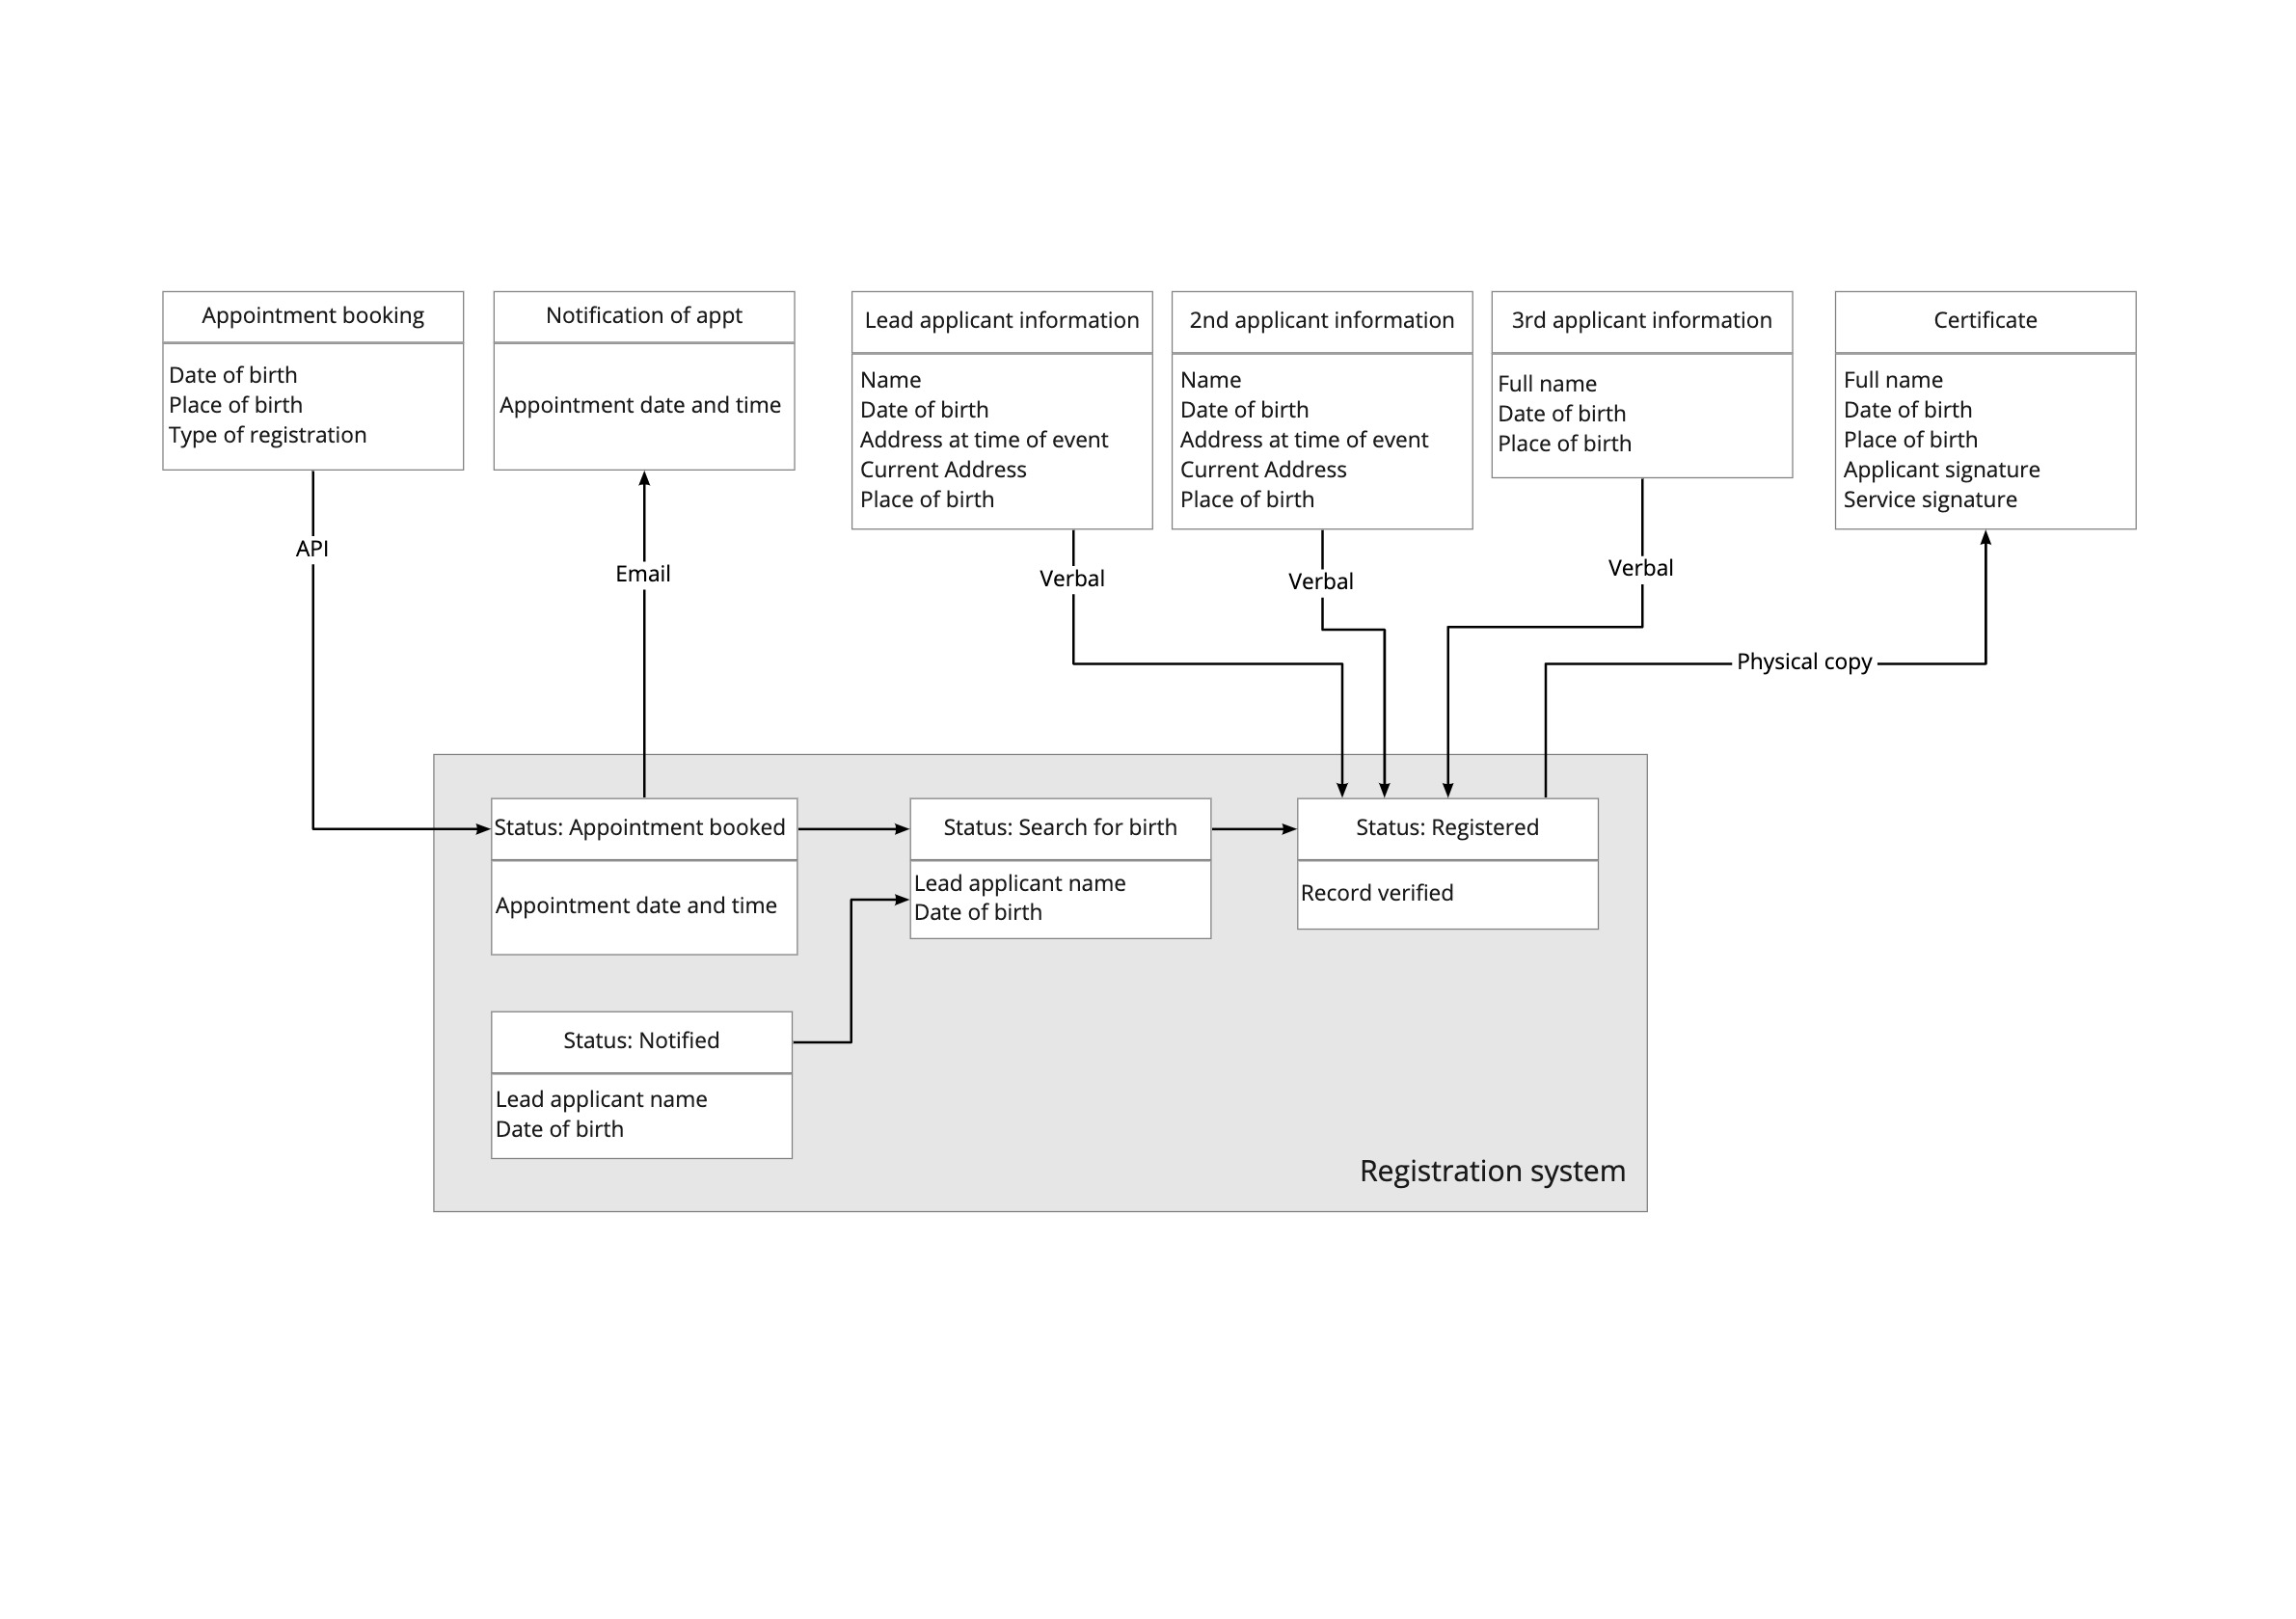 Appointment booking
Date of birth
Place of birth
Type of registration
Notification of appt
Appointment date and time
Lead applicant information
Name
Date of birth
Address at time of event
Current Address
Place of birth
2nd applicant information
Name
Date of birth
Address at time of event
Current Address
Place of birth
3rd applicant information
Full name
Date of birth
Place of birth
Certificate
Full name
Date of birth
Place of birth
Applicant signature
Service signature
API
Email
Verbal
Verbal
Verbal
Physical copy
Status: Appointment booked
Appointment date and time
Status: Search for birth
Lead applicant name
Date of birth
Status: Registered
Record verified
Status: Notified
Lead applicant name
Date of birth
Registration system